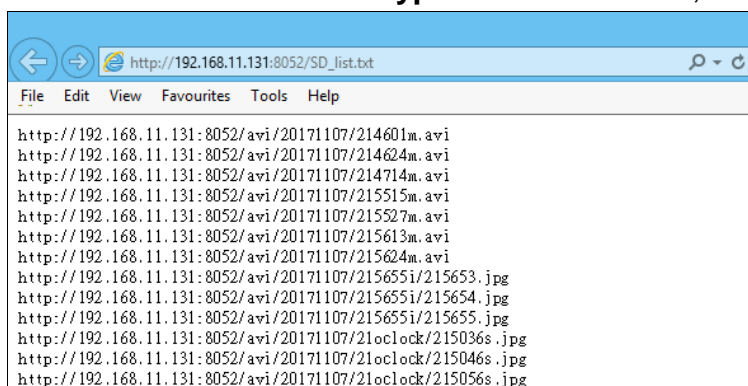 http://192.168.11.131:8052/SD_list.txt
File Edit View Favourites Tools Help
http://192.168.11.131:8052/avi/20171107/214601m.avi
http://192.168.11.131:8052/avi/20171107/214624m.avi
http://192.168.11.131:8052/avi/20171107/214714m.avi
http://192.168.11.131:8052/avi/20171107/215515m.avi
http://192.168.11.131:8052/avi/20171107/215527m.avi
http://192.168.11.131:8052/avi/20171107/215613m.avi
http://192.168.11.131:8052/avi/20171107/215624m.avi
http://192.168.11.131:8052/avi/20171107/215655i/215653.jpg
http://192.168.11.131:8052/avi/20171107/215655i/215654.jpg
http://192.168.11.131:8052/avi/20171107/215655i/215655.jpg
http://192.168.11.131:8052/avi/20171107/21oclock/215036s.jpg
http://192.168.11.131:8052/avi/20171107/21oclock/215046s.jpg
http://192.168.11.131:8052/avi/20171107/21oclock/215056s.jpg